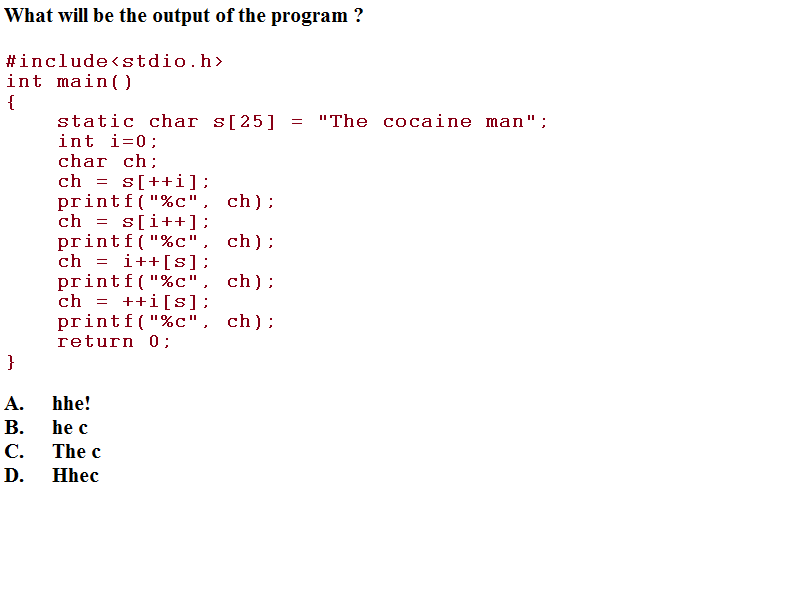 What will be the output of the program ?
#include<stdio.h>
int main()
{
static char s[25] = "The cocaine man";
int i=0;
char ch;
ch = s[++i];
printf("%c", ch);
ch = s[i++];
printf("%c", ch);
ch = i++[s];
printf("%c", ch);
ch = ++i[s];
printf("%c", ch);
return 0;
}
A. hhe!
B. he c
C. The c
D. Hhec